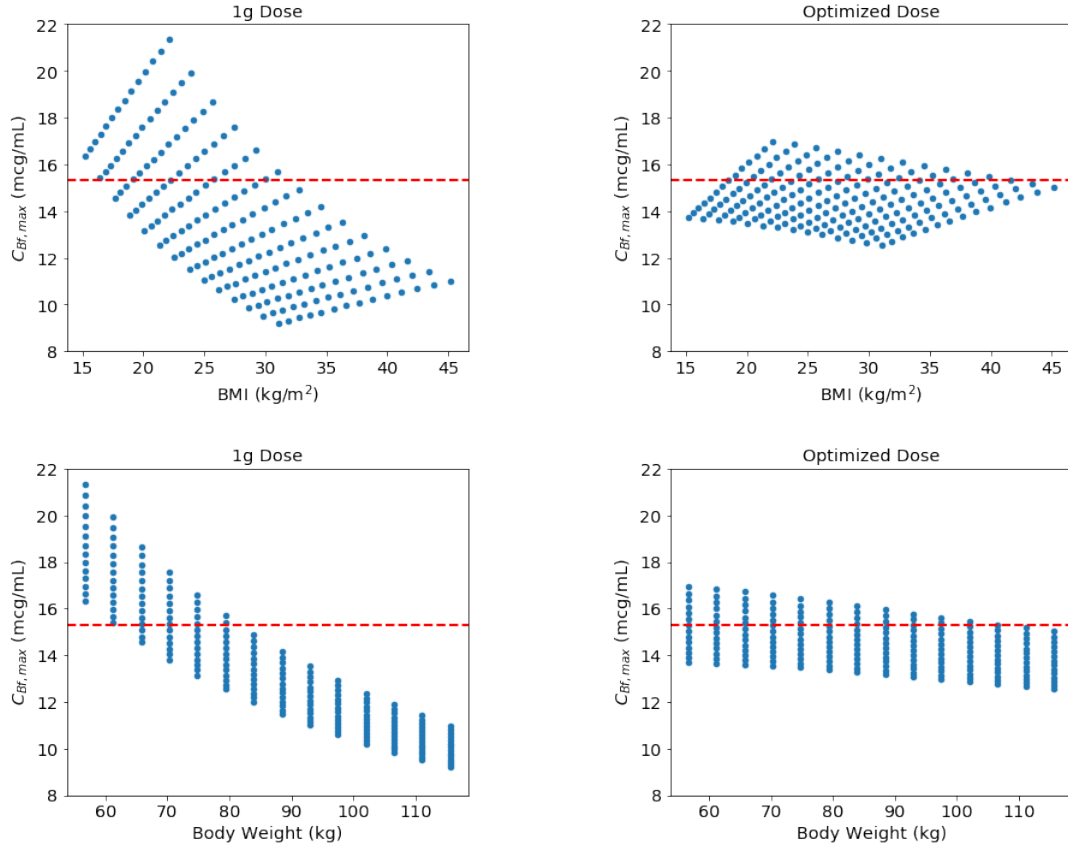 1g Dose
22
20
18
16
14
12
10
8
C_{Bf, max} (mcg/mL)
15 20 25 30 35 40 45
BMI (kg/m²)
Optimized Dose
22
20
18
16
14
12
10
8
C_{Bf, max} (mcg/mL)
15 20 25 30 35 40 45
BMI (kg/m²)
1g Dose
22
20
18
16
14
12
10
8
C_{Bf, max} (mcg/mL)
60 70 80 90 100 110
Body Weight (kg)
Optimized Dose
22
20
18
16
14
12
10
8
C_{Bf, max} (mcg/mL)
60 70 80 90 100 110
Body Weight (kg)